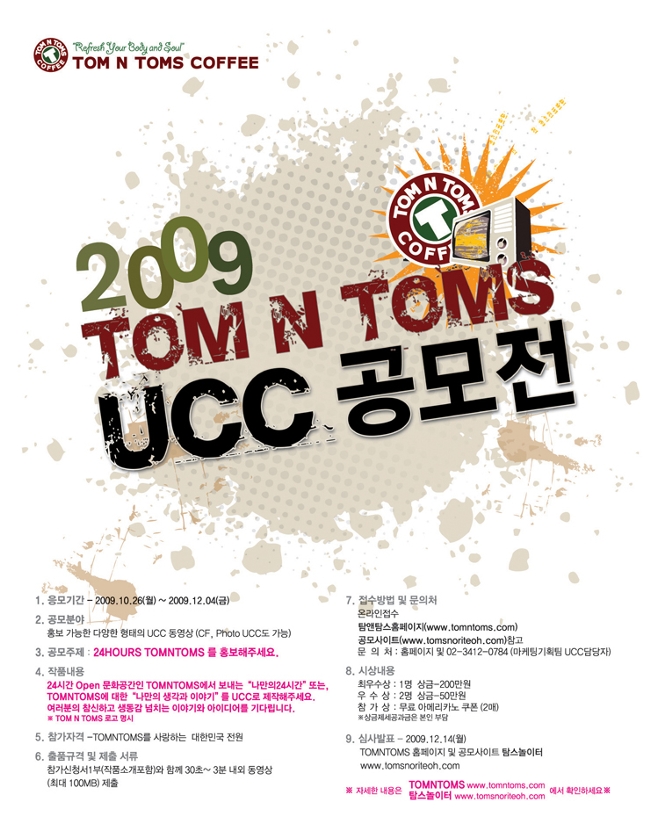 "Refresh Your Body and Soul"
TOM N TOMS COFFEE
TOM N TOMS
COFFEE
TOM N TOMS
COFFEE
2009
TOM N TOMS
UCC 공모전
1. 응모기간 - 2009.10.26(월) ~ 2009.12.04(금)
2. 공모분야
홍보 가능한 다양한 형태의 UCC 동영상 (CF, Photo UCC도 가능)
3. 공모주제 : 24HOURS TOMNTOMS 를 홍보해주세요.
4. 작품내용
24시간 Open 문화공간인 TOMNTOMS에서 보내는 "나만의24시간" 또는,
TOMNTOMS에 대한 "나만의 생각과 이야기" 를 UCC로 제작해주세요.
여러분의 참신하고 생동감 넘치는 이야기와 아이디어를 기다립니다.
※ TOM N TOMS 로고 명시
5. 참가자격 -TOMNTOMS를 사랑하는 대한민국 전원
6. 출품규격 및 제출 서류
참가신청서1부(작품소개포함)와 함께 30초~ 3분 내외 동영상
(최대 100MB) 제출
7. 접수방법 및 문의처
온라인접수
탐앤탐스홈페이지(www.tomntoms.com)
공모사이트(www.tomsnoriteoh.com)참고
문 의 처 : 홈페이지 및 02-3412-0784 (마케팅기획팀 UCC담당자)
8. 시상내용
최우수상 : 1명 상금-200만원
우 수 상 : 2명 상금-50만원
참 가 상 : 무료 아메리카노 쿠폰 (2매)
※상금제세공과금은 본인 부담
9. 심사발표 - 2009.12.14(월)
TOMNTOMS 홈페이지 및 공모사이트 탐스놀이터
www.tomsnoriteoh.com
※ 자세한 내용은 TOMNTOMS www.tomntoms.com
탐스놀이터 www.tomsnoriteoh.com 에서 확인하세요※